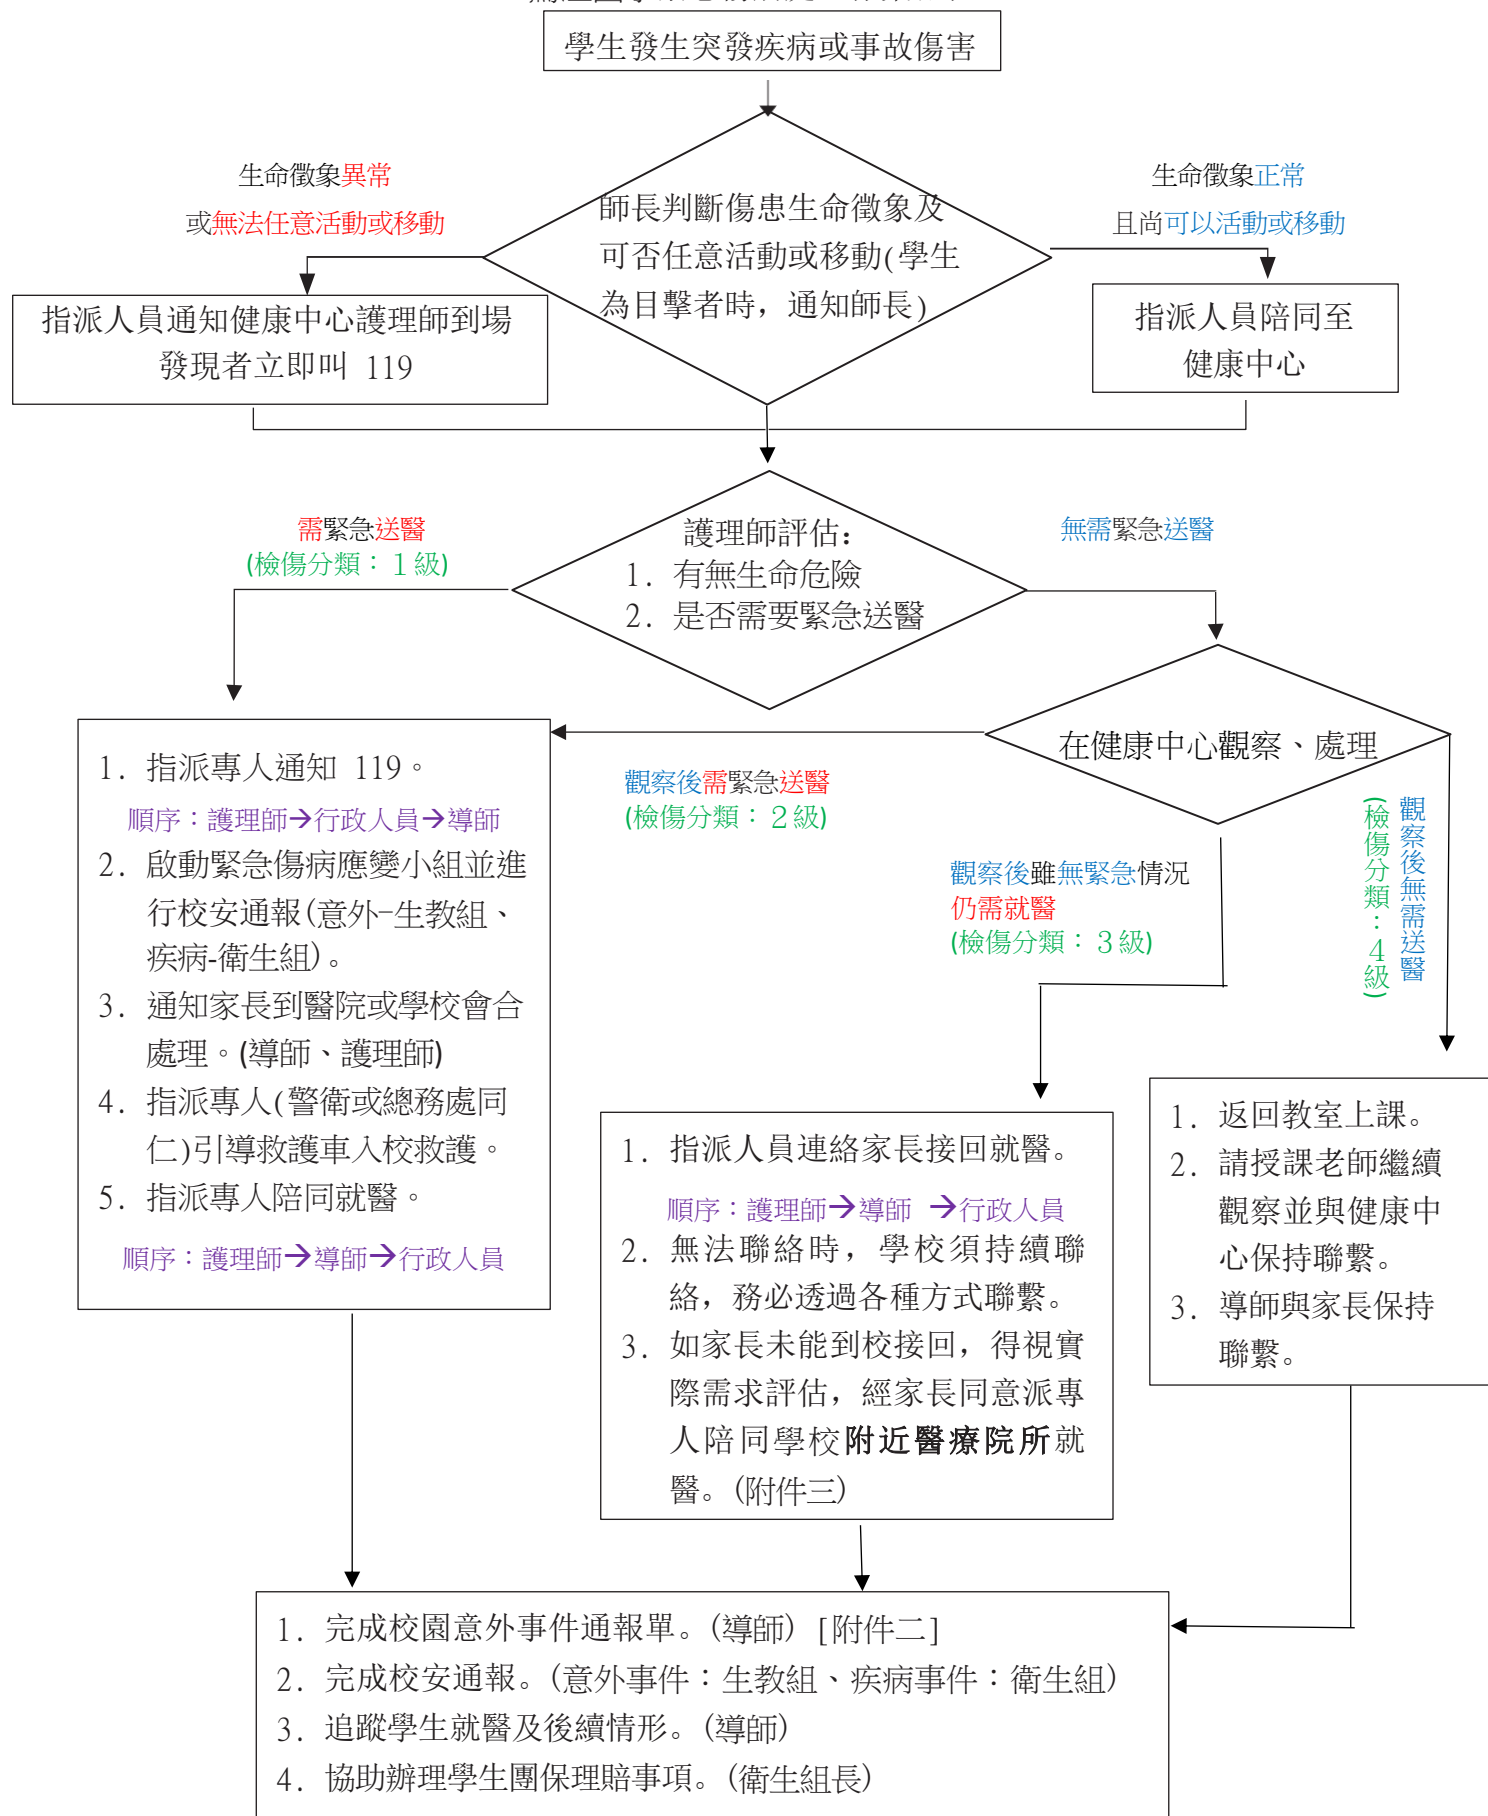 學生發生突發疾病或事故傷害
生命徵象異常
或無法任意活動或移動
師長判斷傷患生命徵象及
可否任意活動或移動(學生
為目擊者時，通知師長)
生命徵象正常
且尚可以活動或移動
指派人員通知健康中心護理師到場
發現者立即叫 119
指派人員陪同至
健康中心
需緊急送醫
(檢傷分類：１級)
護理師評估：
1. 有無生命危險
2. 是否需要緊急送醫
無需緊急送醫
在健康中心觀察、處理
觀察後需緊急送醫
(檢傷分類：２級)
觀察後雖無緊急情況
仍需就醫
(檢傷分類：３級)
觀察後無需送醫
(檢傷分類：4級)
1. 指派專人通知 119。
順序：護理師→行政人員→導師
2. 啟動緊急傷病應變小組並進
行校安通報(意外-生教組、
疾病-衛生組)。
3. 通知家長到醫院或學校會合
處理。(導師、護理師)
4. 指派專人(警衛或總務處同
仁)引導救護車入校救護。
5. 指派專人陪同就醫。
順序：護理師→導師→行政人員
1. 指派人員連絡家長接回就醫。
順序：護理師→導師 →行政人員
2. 無法聯絡時，學校須持續聯
絡，務必透過各種方式聯繫。
3. 如家長未能到校接回，得視實
際需求評估，經家長同意派專
人陪同學校附近醫療院所就
醫。(附件三)
1. 返回教室上課。
2. 請授課老師繼續
觀察並與健康中
心保持聯繫。
3. 導師與家長保持
聯繫。
1. 完成校園意外事件通報單。(導師) [附件二]
2. 完成校安通報。(意外事件：生教組、疾病事件：衛生組)
3. 追蹤學生就醫及後續情形。(導師)
4. 協助辦理學生團保理賠事項。(衛生組長)